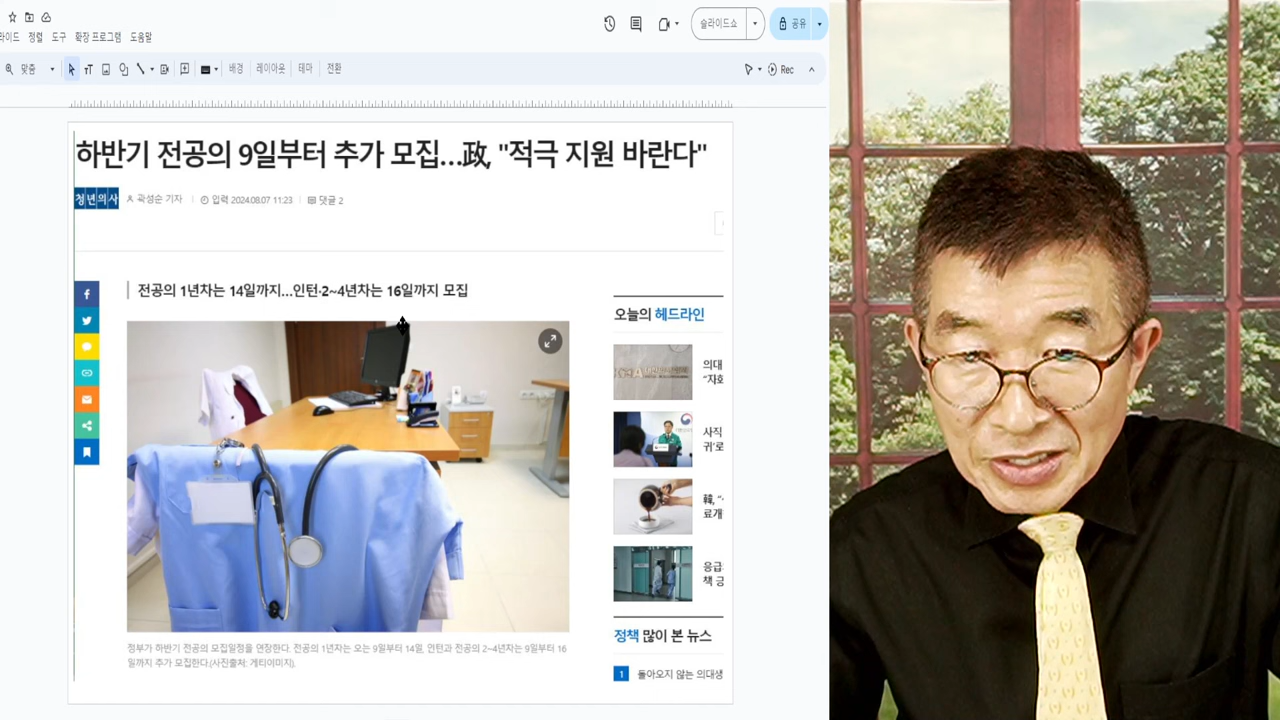 라이드 정렬 도구 확장 프로그램 도움말
슬라이드쇼
공유
맞춤
배경 레이아웃 테마 전환
Rec
하반기 전공의 9일부터 추가 모집…政, "적극 지원 바란다"
청년의사 곽성순 기자 입력 2024.08.07 11:23 댓글 2
전공의 1년차는 14일까지…인턴·2~4년차는 16일까지 모집
정부가 하반기 전공의 모집일정을 연장한다. 전공의 1년차는 오는 9일부터 14일, 인턴과 전공의 2~4년차는 9일부터 16
일까지 추가 모집한다.(사진출처: 게티이미지).
오늘의 헤드라인
의대
“자화
사직
귀’로
韓, “
료개
응급
책 긍
정책 많이 본 뉴스
1 돌아오지 않는 의대생